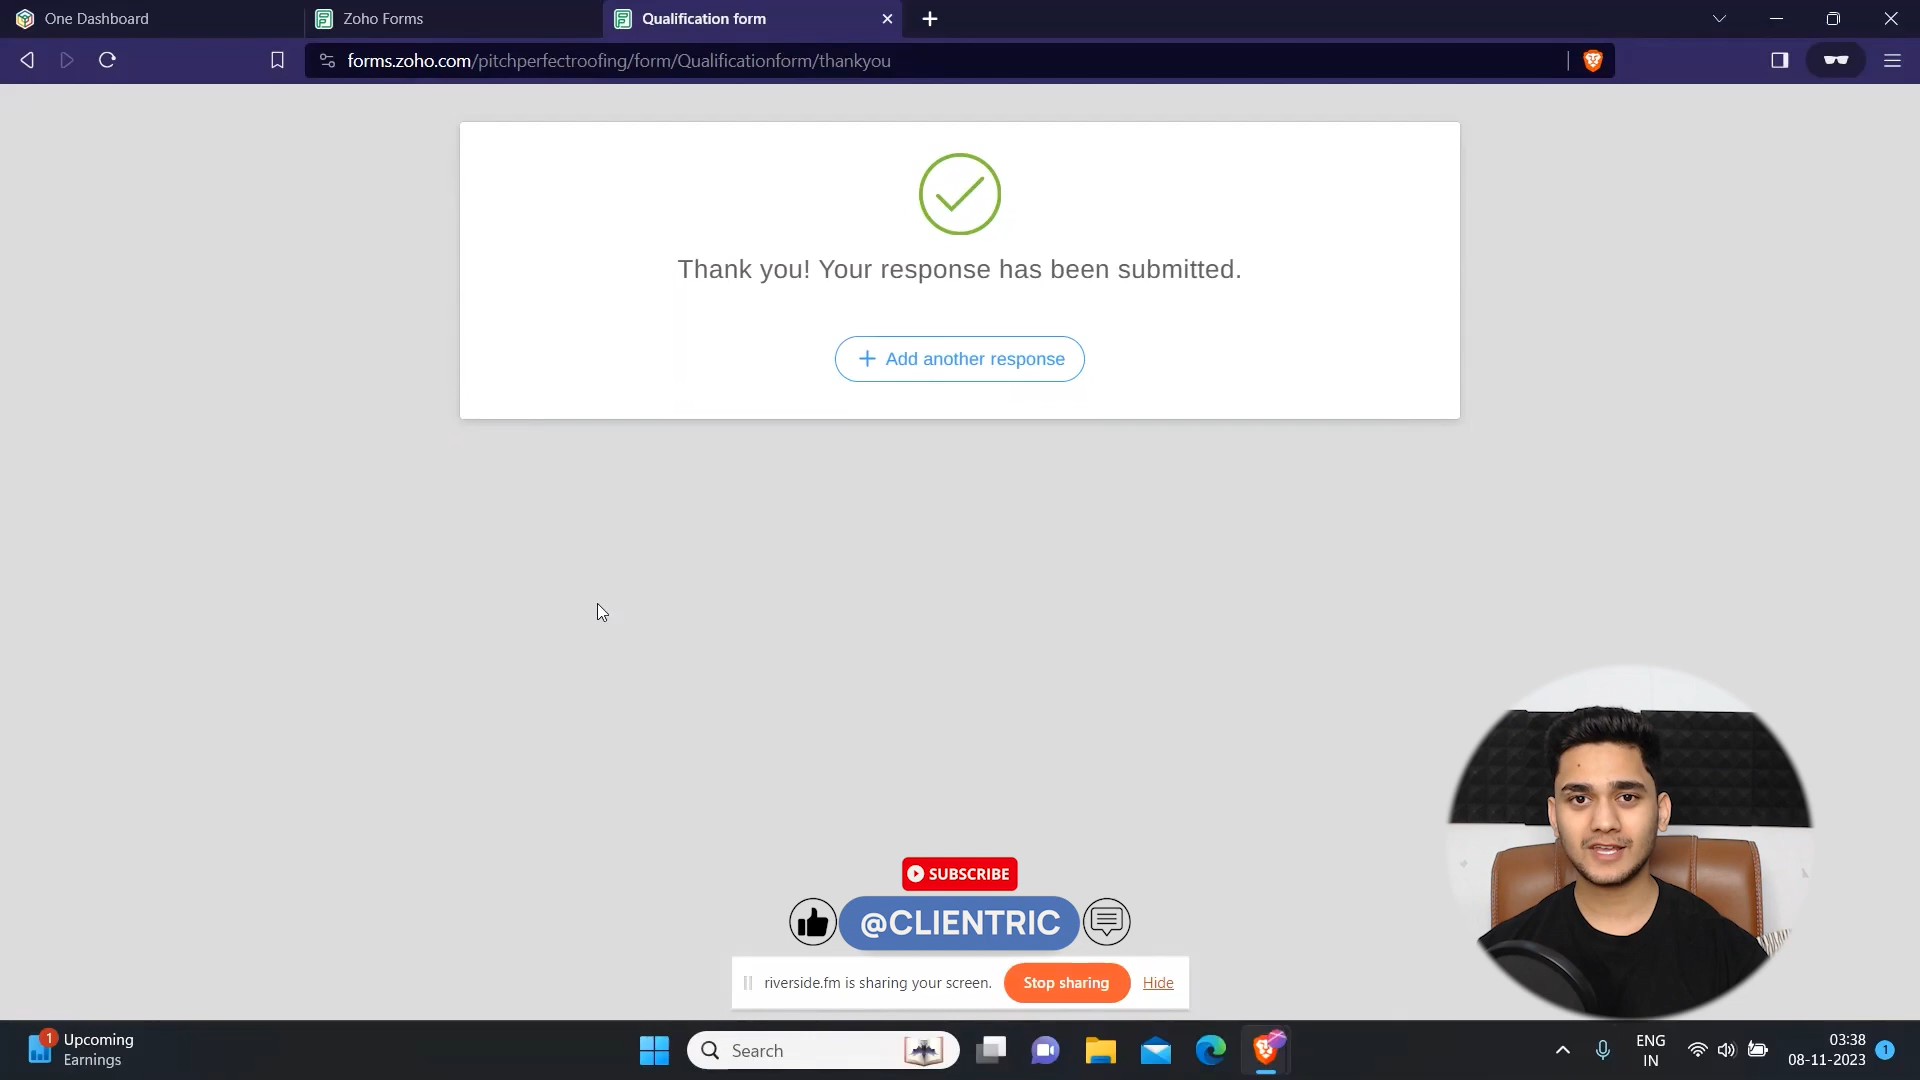 One Dashboard
Zoho Forms
Qualification form
forms.zoho.com/pitchperfectroofing/form/Qualificationform/thankyou
Thank you! Your response has been submitted.
+ Add another response
SUBSCRIBE
@CLIENTRIC
riverside.fm is sharing your screen.
Stop sharing
Hide
1
Upcoming
Earnings
Search
ENG
IN
03:38
08-11-2023
1